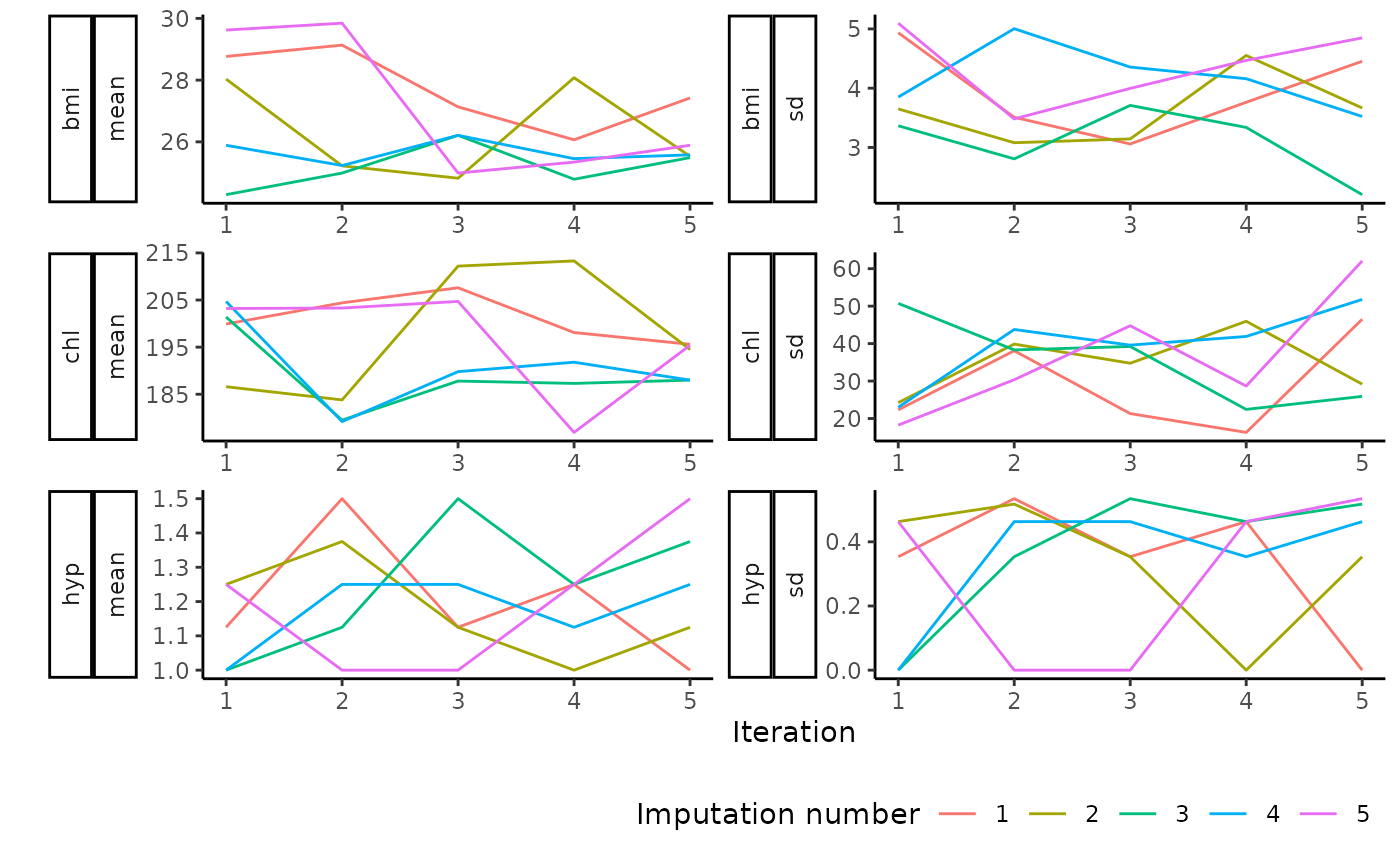 bmi mean 30 28 26
1 2 3 4 5
bmi sd 5 4 3
1 2 3 4 5
chl mean 215 205 195 185
1 2 3 4 5
chl sd 60 50 40 30 20
1 2 3 4 5
hyp mean 1.5 1.4 1.3 1.2 1.1 1.0
1 2 3 4 5
hyp sd 0.4 0.2 0.0
1 2 3 4 5
Iteration
Imputation number 1 2 3 4 5